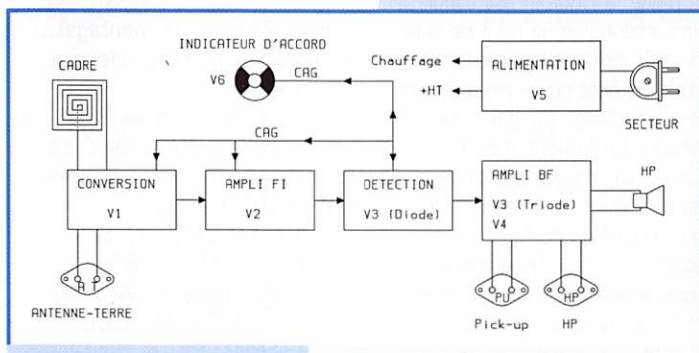 INDICATEUR D'ACCORD
CADRE
V6
CAG
Chauffage
+HT
ALIMENTATION
V5
SECTEUR
CAG
CONVERSION
V1
AMPLI FI
V2
DETECTION
V3 (Diode)
AMPLI BF
V3 (Triode)
V4
HP
A T
ANTENNE-TERRE
PU
HP
Pick-up
HP